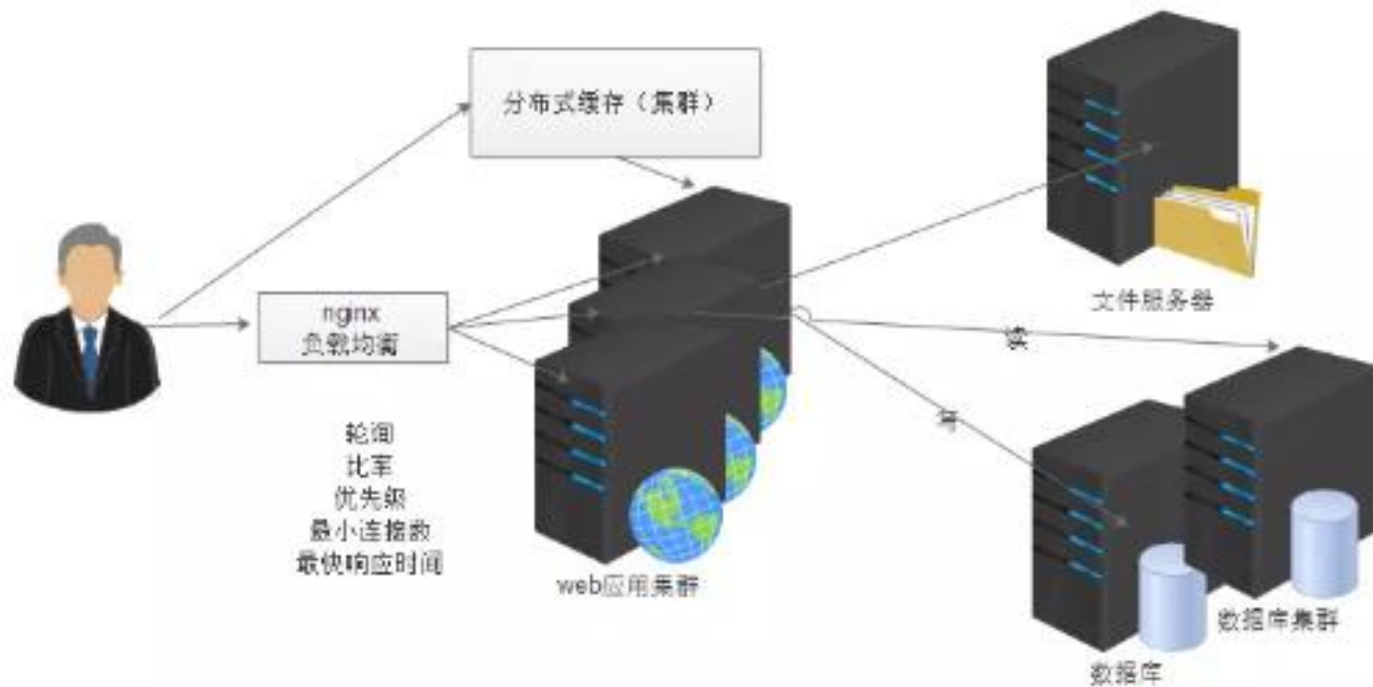 分布式缓存（集群）
nginx
负载均衡
轮询
比率
优先级
最小连接数
最快响应时间
web应用集群
文件服务器
读
写
数据库集群
数据库